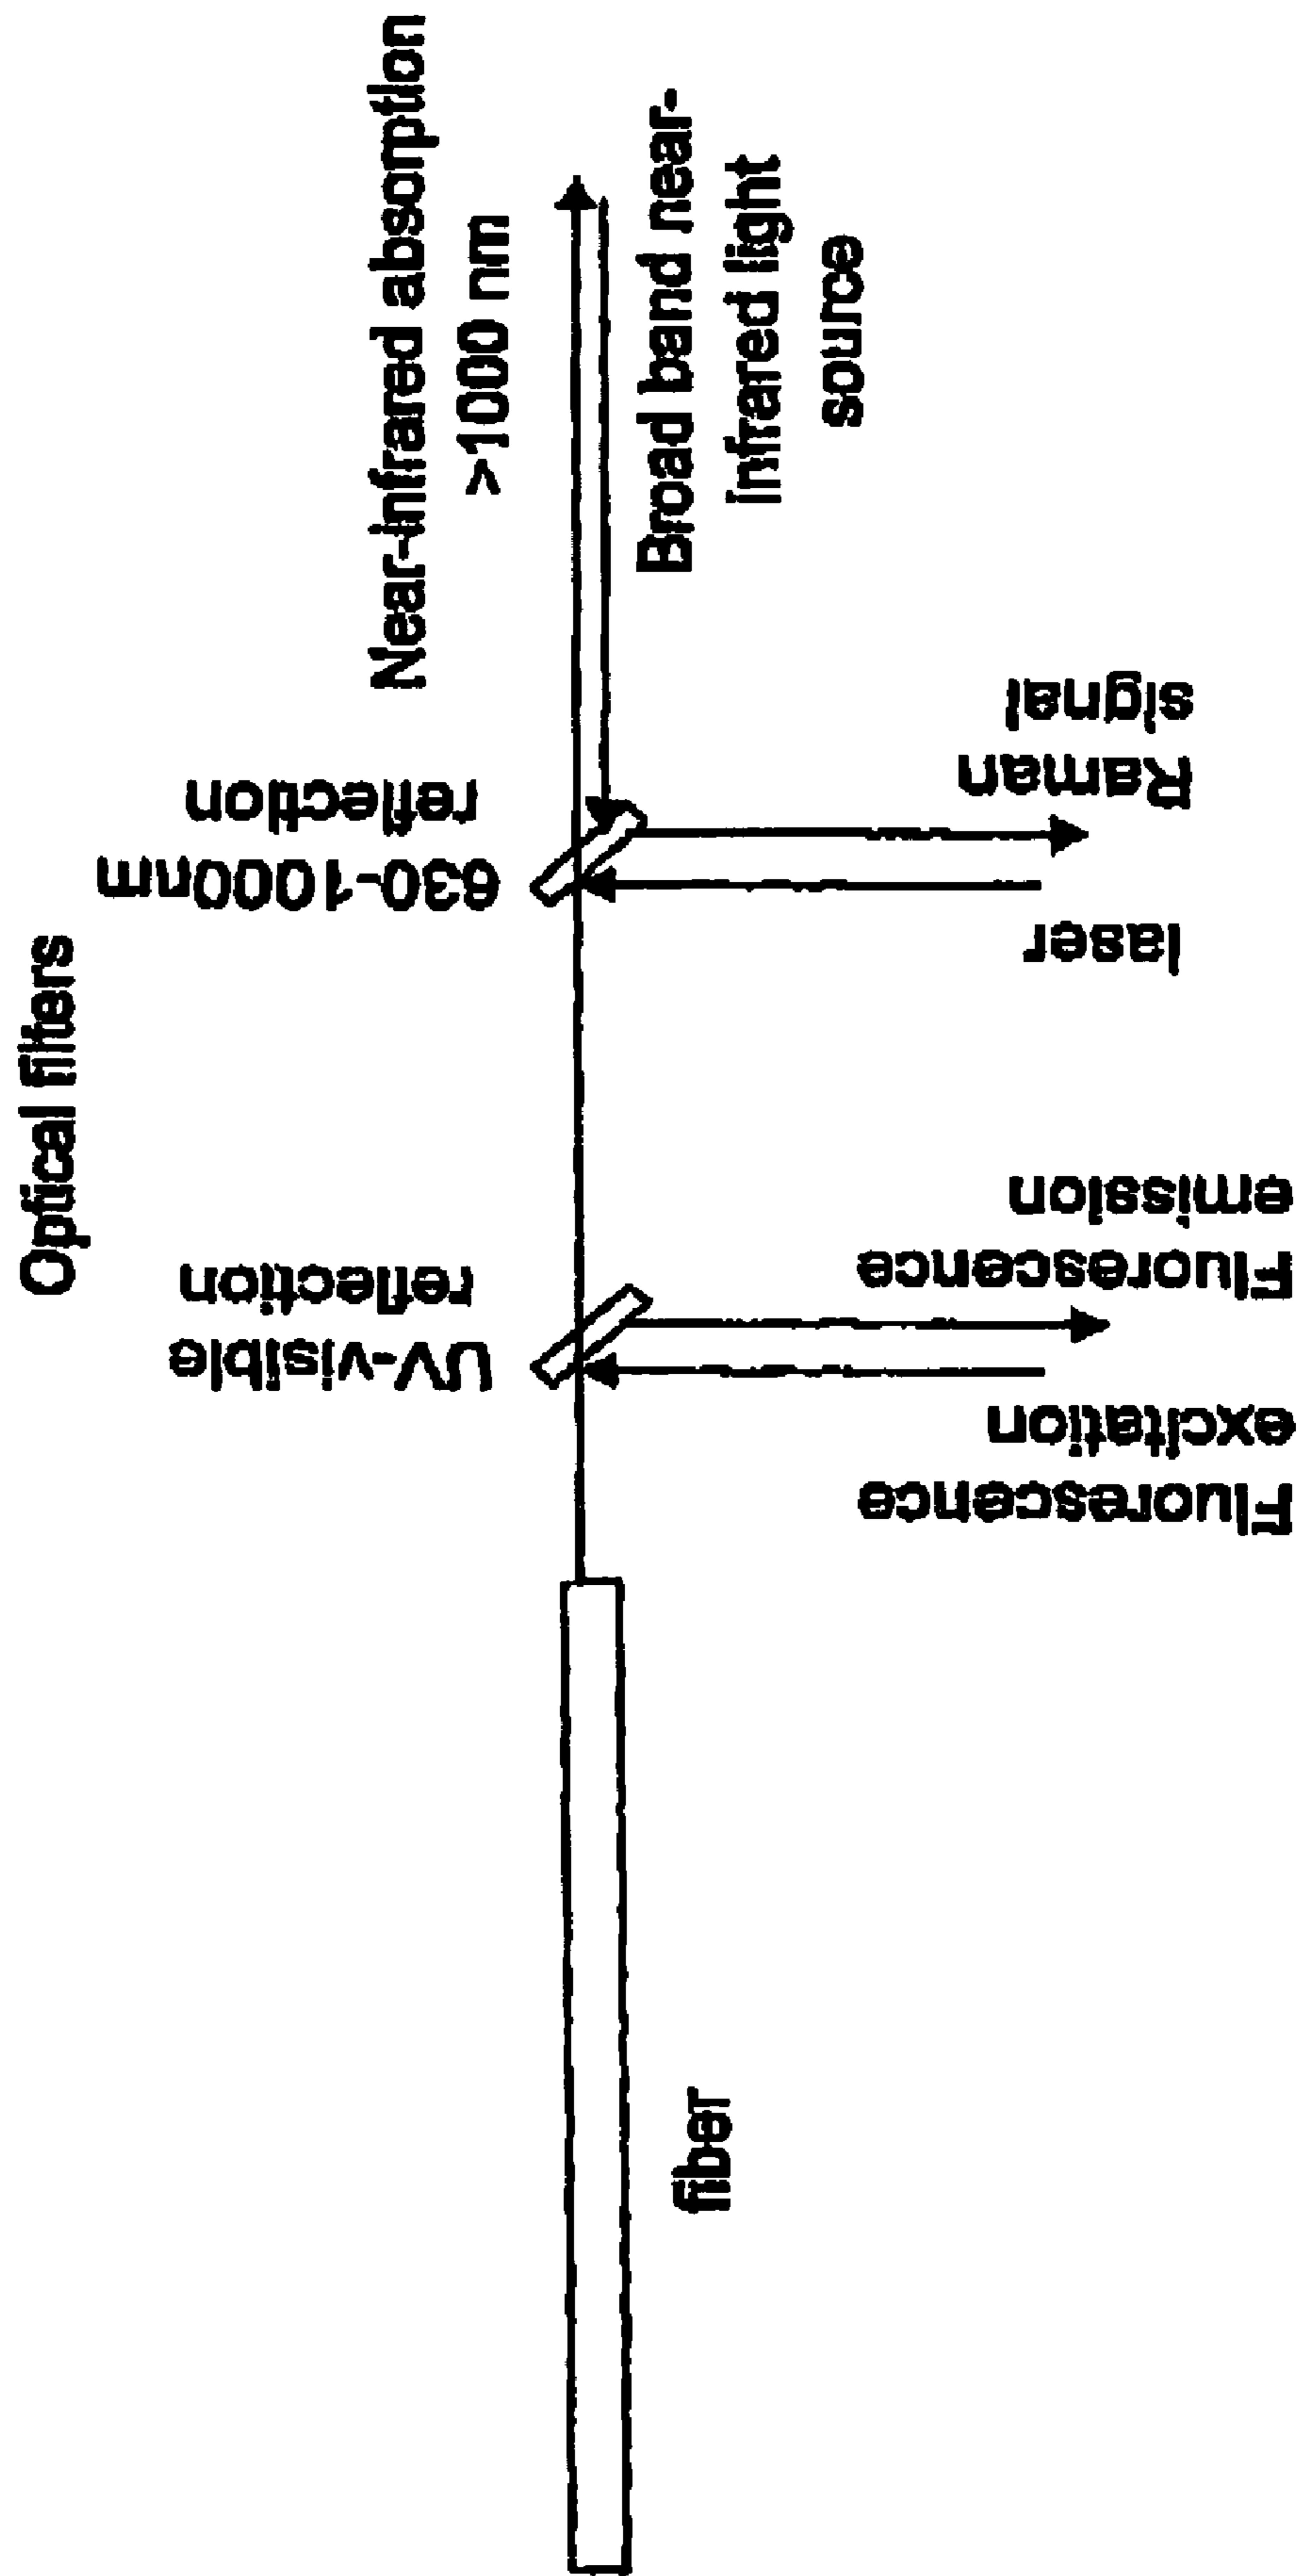 Optical filters
UV-visible
reflection
630-1000nm
reflection
Near-infrared absorption
>1000 nm
Broad band near-
infrared light
source
fiber
Fluorescence
excitation
Fluorescence
emission
laser
Raman
signal